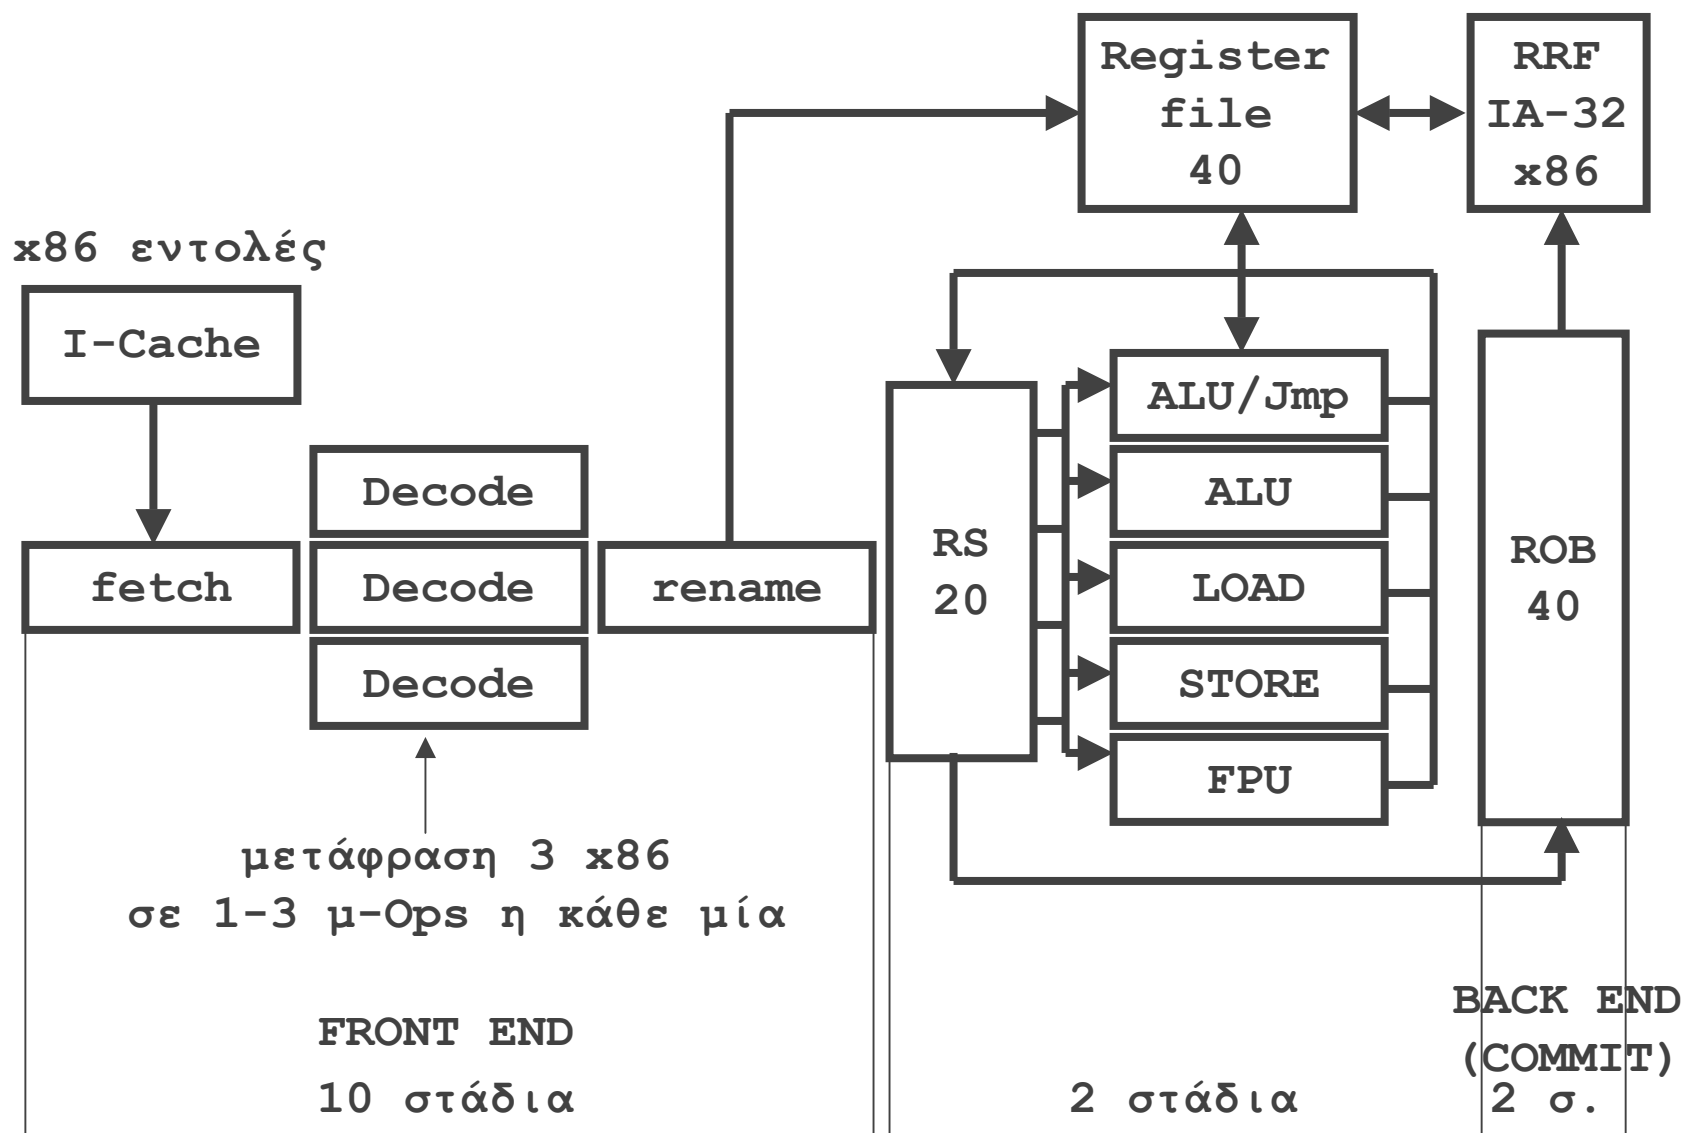 Register
file
40
RRF
IA-32
x86
x86 εντολές
I-Cache
fetch
Decode
Decode
Decode
rename
RS
20
ALU/Jmp
ALU
LOAD
STORE
FPU
ROB
40
μετάφραση 3 x86
σε 1-3 μ-Ops η κάθε μία
FRONT END
10 στάδια
2 στάδια
BACK END
(COMMIT)
2 σ.